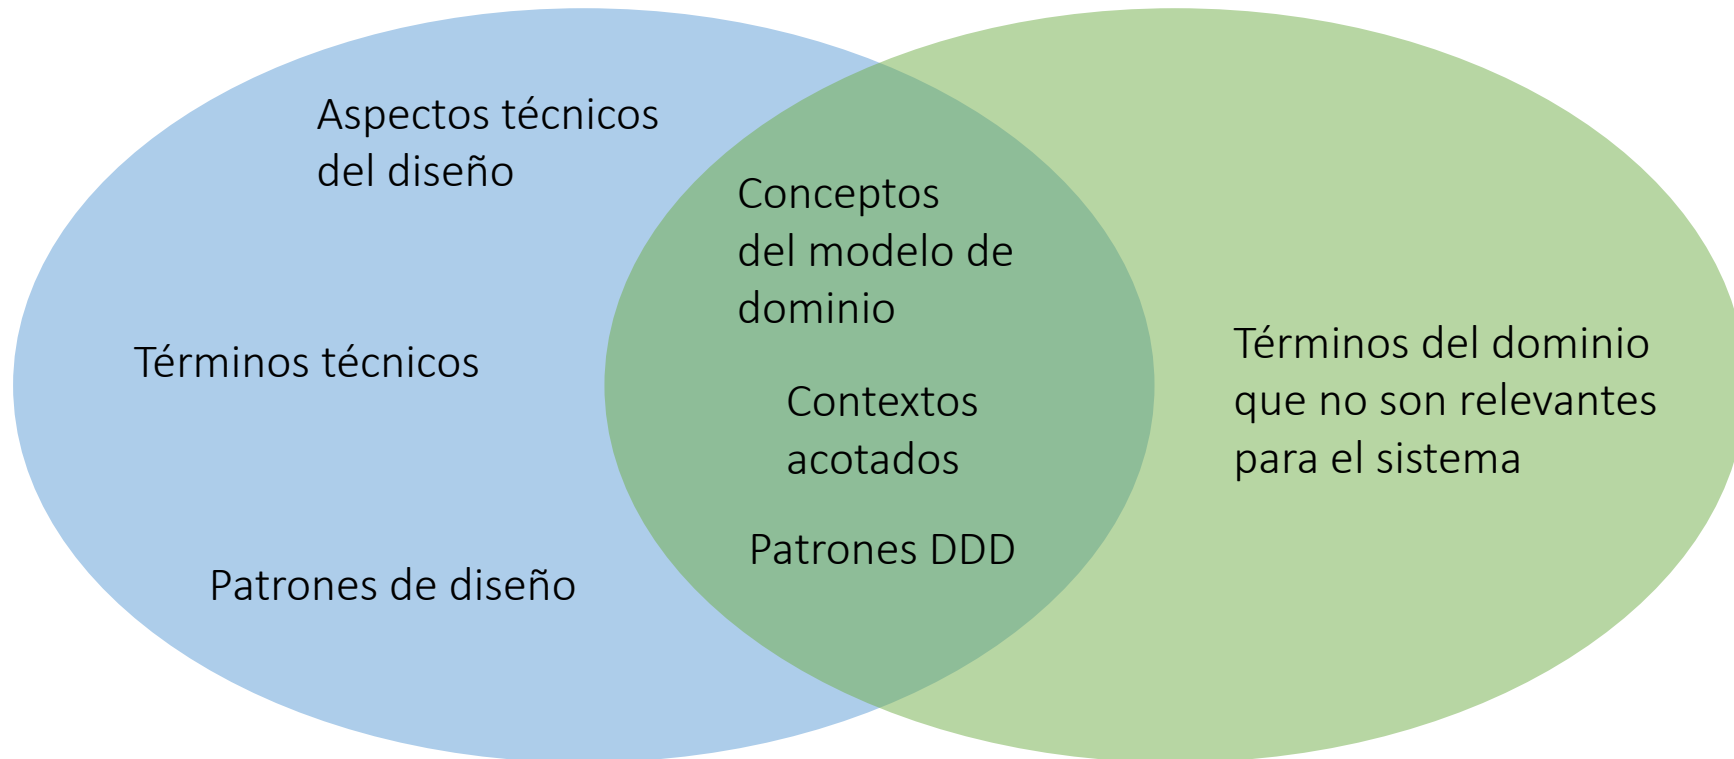 Aspectos técnicos
del diseño
Términos técnicos
Patrones de diseño
Conceptos
del modelo de
dominio
Contextos
acotados
Patrones DDD
Términos del dominio
que no son relevantes
para el sistema